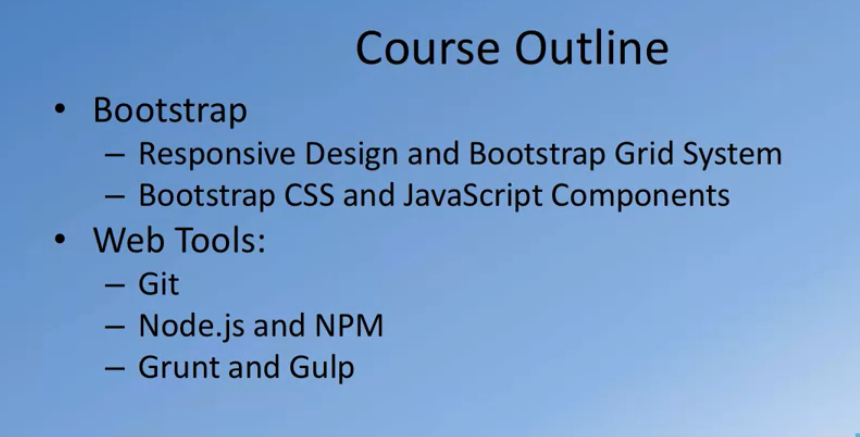 Course Outline
• Bootstrap
– Responsive Design and Bootstrap Grid System
– Bootstrap CSS and JavaScript Components
• Web Tools:
– Git
– Node.js and NPM
– Grunt and Gulp